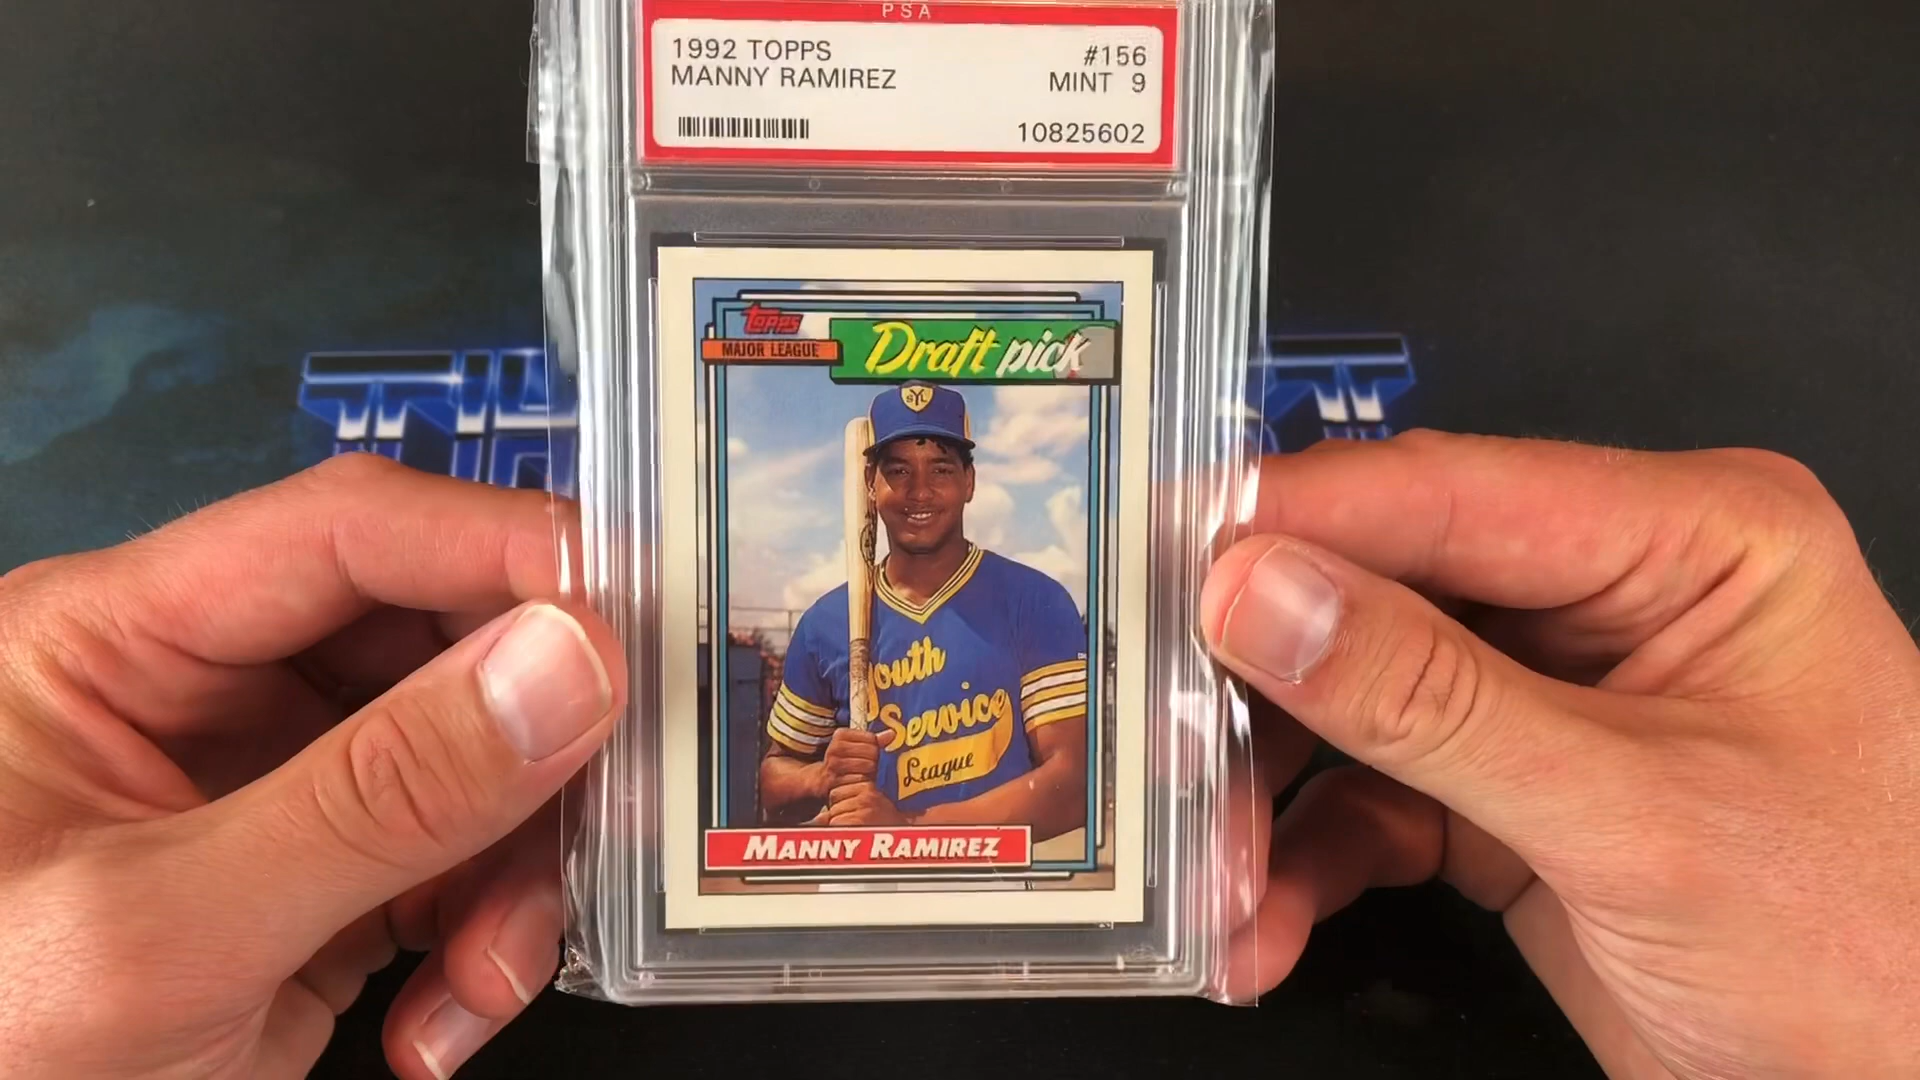 PSA
1992 TOPPS #156
MANNY RAMIREZ MINT 9
10825602
TOPPS
MAJOR LEAGUE
Draft pick
SYL
Youth
Service
League
MANNY RAMIREZ